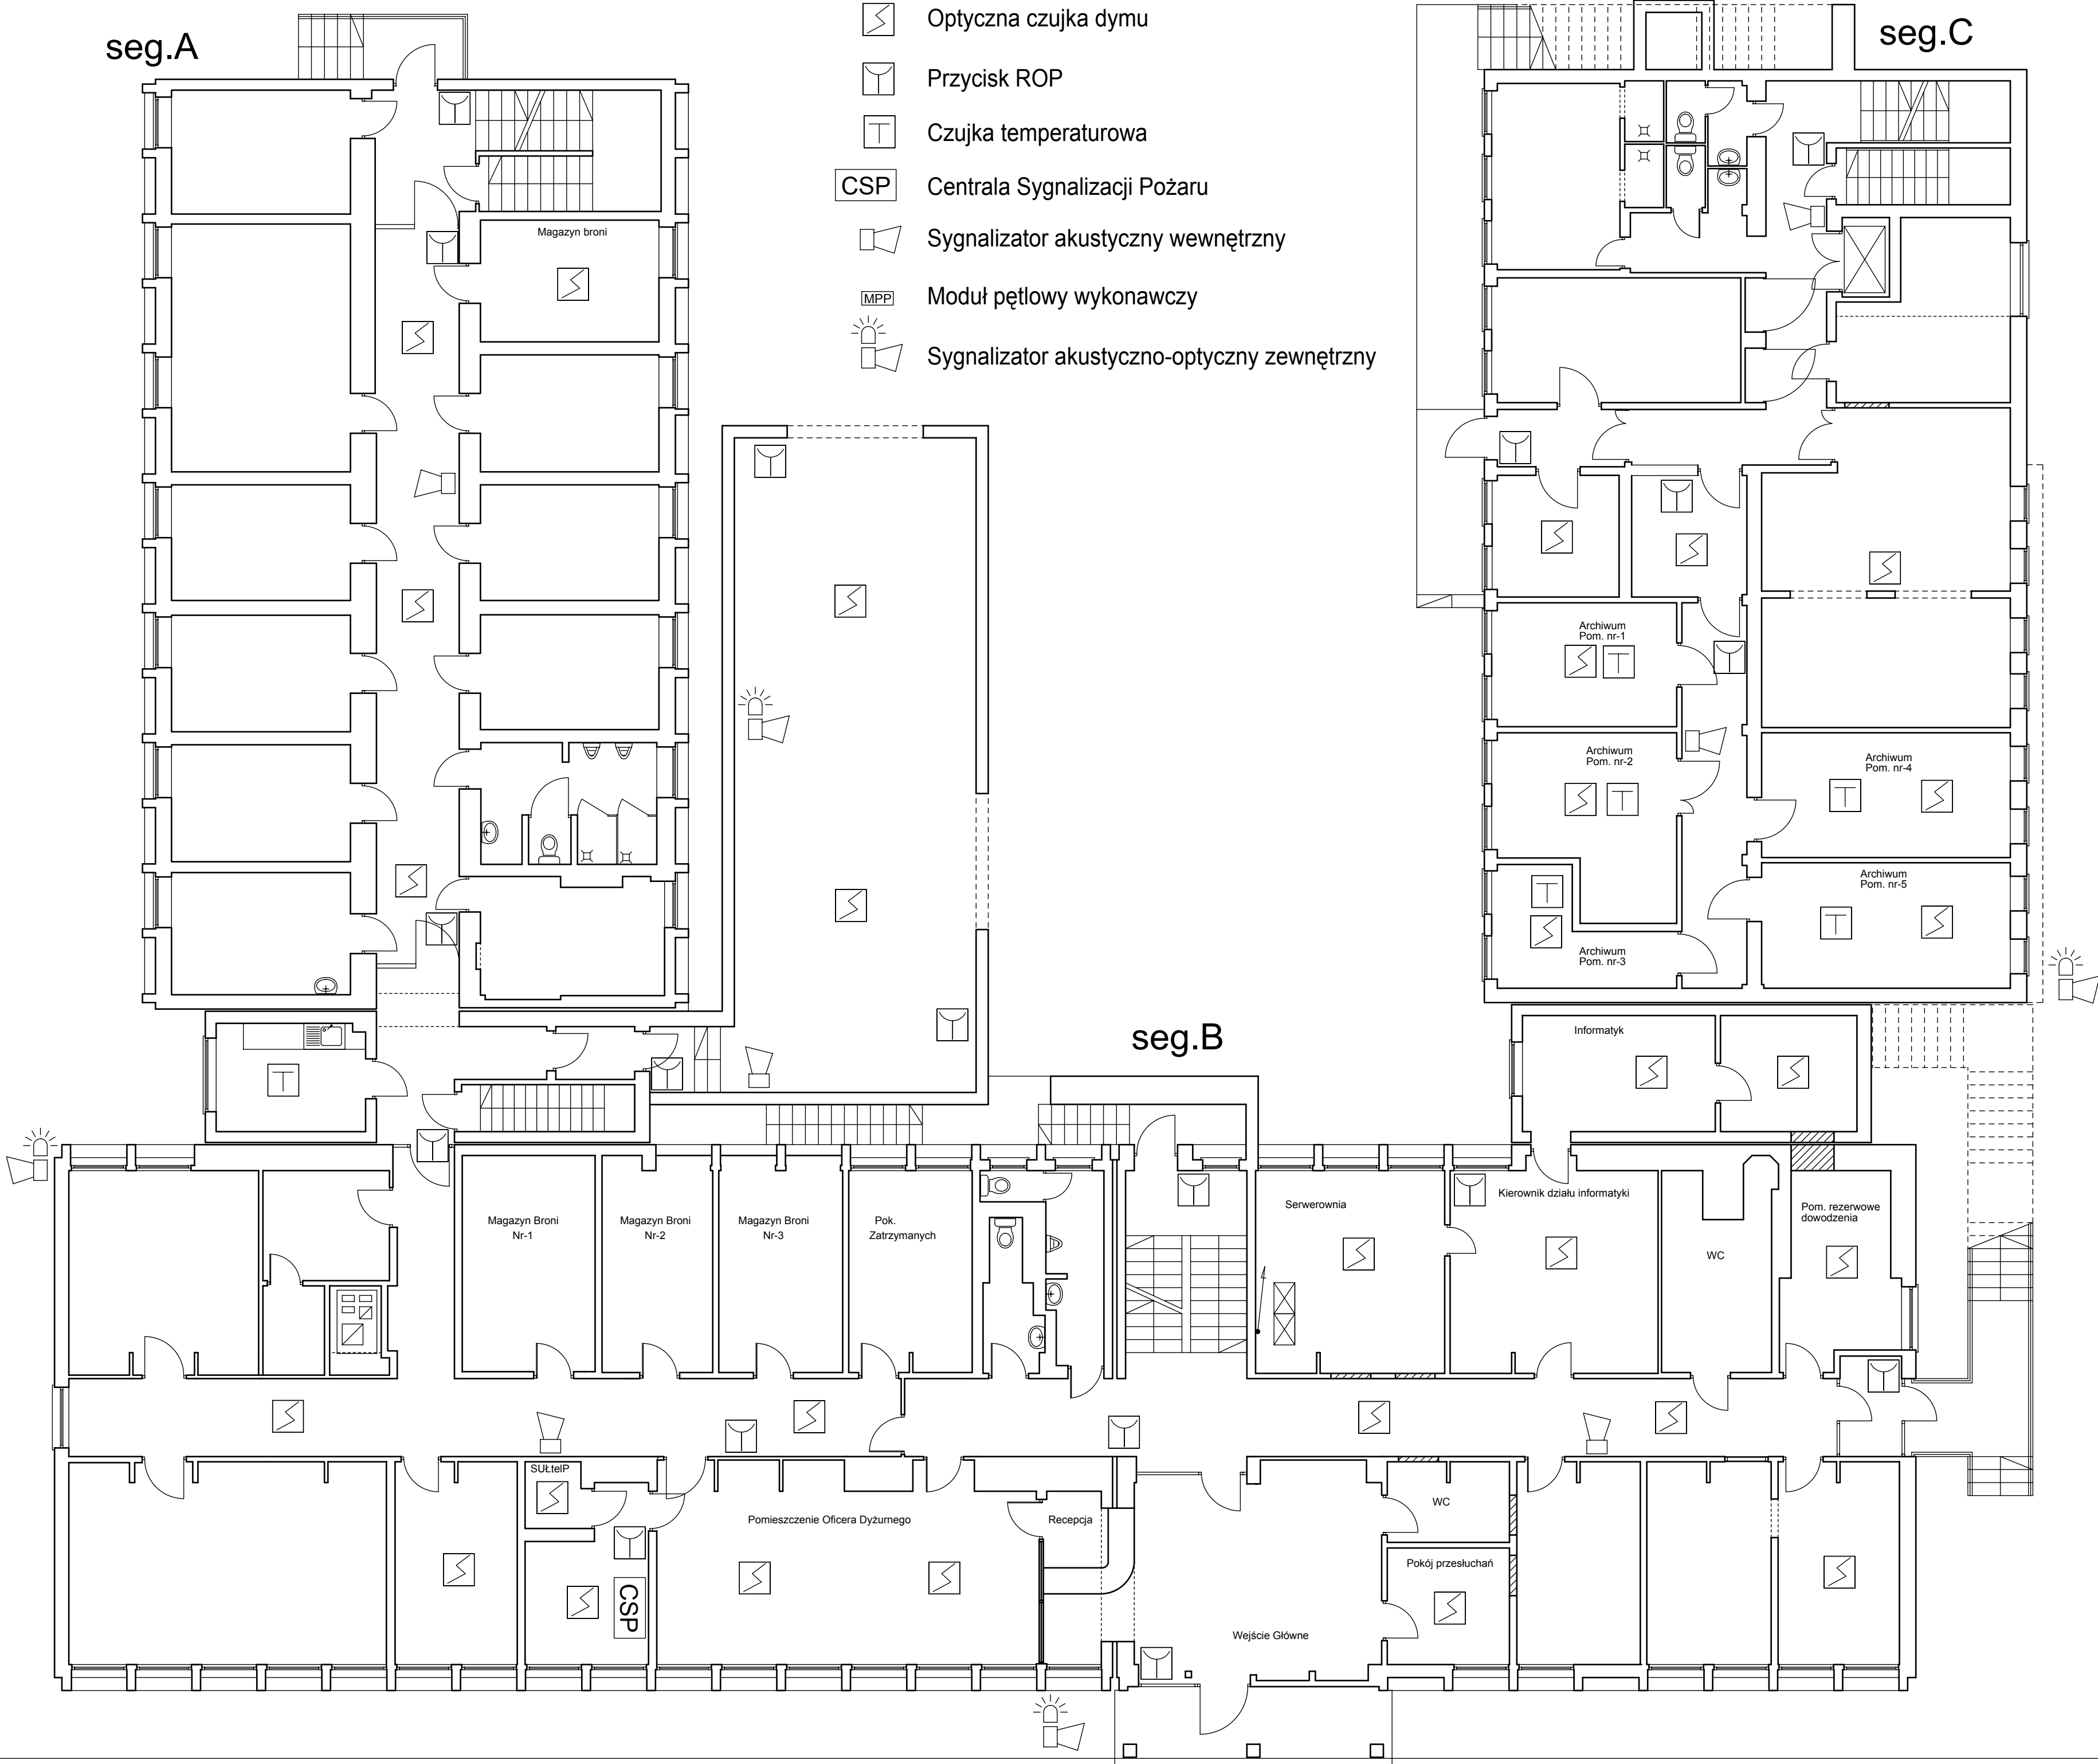 seg.A
Optyczna czujka dymu
Przycisk ROP
Czujka temperaturowa
CSP Centrala Sygnalizacji Pożaru
Sygnalizator akustyczny wewnętrzny
MPP Moduł pętlowy wykonawczy
Sygnalizator akustyczno-optyczny zewnętrzny
seg.C
Magazyn broni
Archiwum
Pom. nr-1
Archiwum
Pom. nr-2
Archiwum
Pom. nr-4
Archiwum
Pom. nr-5
Archiwum
Pom. nr-3
seg.B
Informatyk
Magazyn Broni
Nr-1
Magazyn Broni
Nr-2
Magazyn Broni
Nr-3
Pok.
Zatrzymanych
Serwerownia
Kierownik działu informatyki
WC
Pom. rezerwowe
dowodzenia
SUŁtelP
CSP
Pomieszczenie Oficera Dyżurnego
Recepcja
WC
Pokój przesłuchań
Wejście Główne